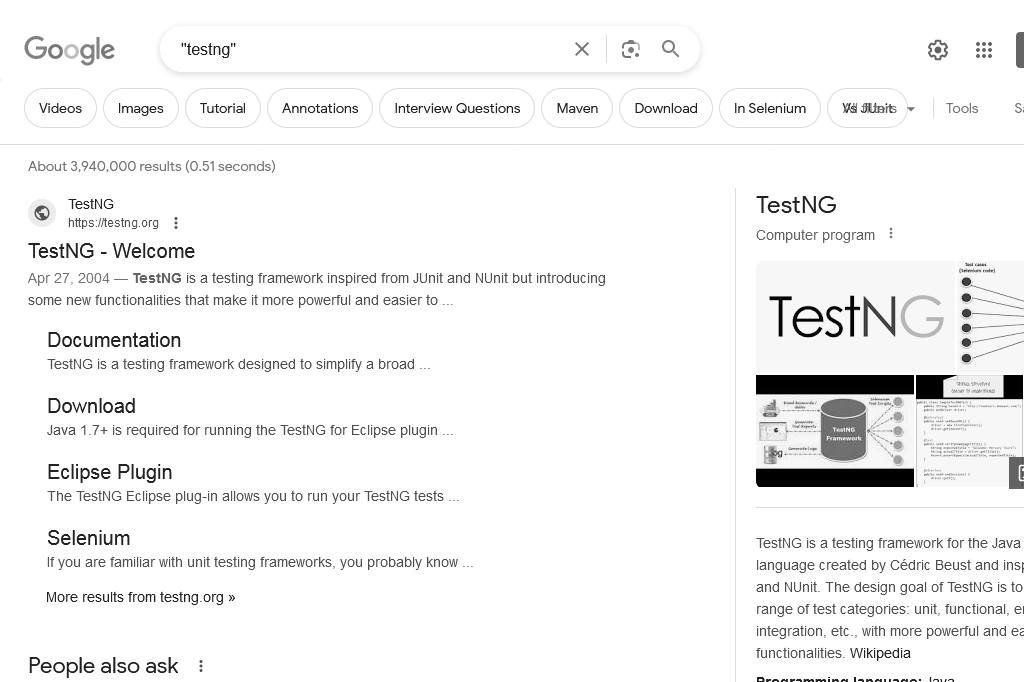 Google
"testng"
Videos
Images
Tutorial
Annotations
Interview Questions
Maven
Download
In Selenium
Vs JUnit
All filters
Tools
About 3,940,000 results (0.51 seconds)
TestNG
https://testng.org
TestNG - Welcome
Apr 27, 2004 — TestNG is a testing framework inspired from JUnit and NUnit but introducing
some new functionalities that make it more powerful and easier to ...
Documentation
TestNG is a testing framework designed to simplify a broad ...
Download
Java 1.7+ is required for running the TestNG for Eclipse plugin ...
Eclipse Plugin
The TestNG Eclipse plug-in allows you to run your TestNG tests ...
Selenium
If you are familiar with unit testing frameworks, you probably know ...
More results from testng.org »
People also ask
TestNG
Computer program
TestNG
Test cases
(Selenium code)
TestNG
Framework
TestNG is a testing framework for the Java
language created by Cédric Beust and insp
and NUnit. The design goal of TestNG is to
range of test categories: unit, functional, en
integration, etc., with more powerful and ea
functionalities. Wikipedia
Programming language: Java